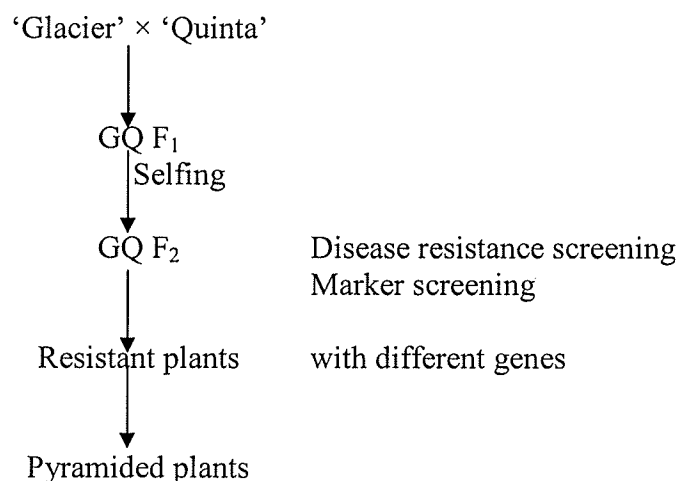 ‘Glacier’ × ‘Quinta’
GQ F₁
Selfing
GQ F₂ Disease resistance screening
Marker screening
Resistant plants with different genes
Pyramided plants